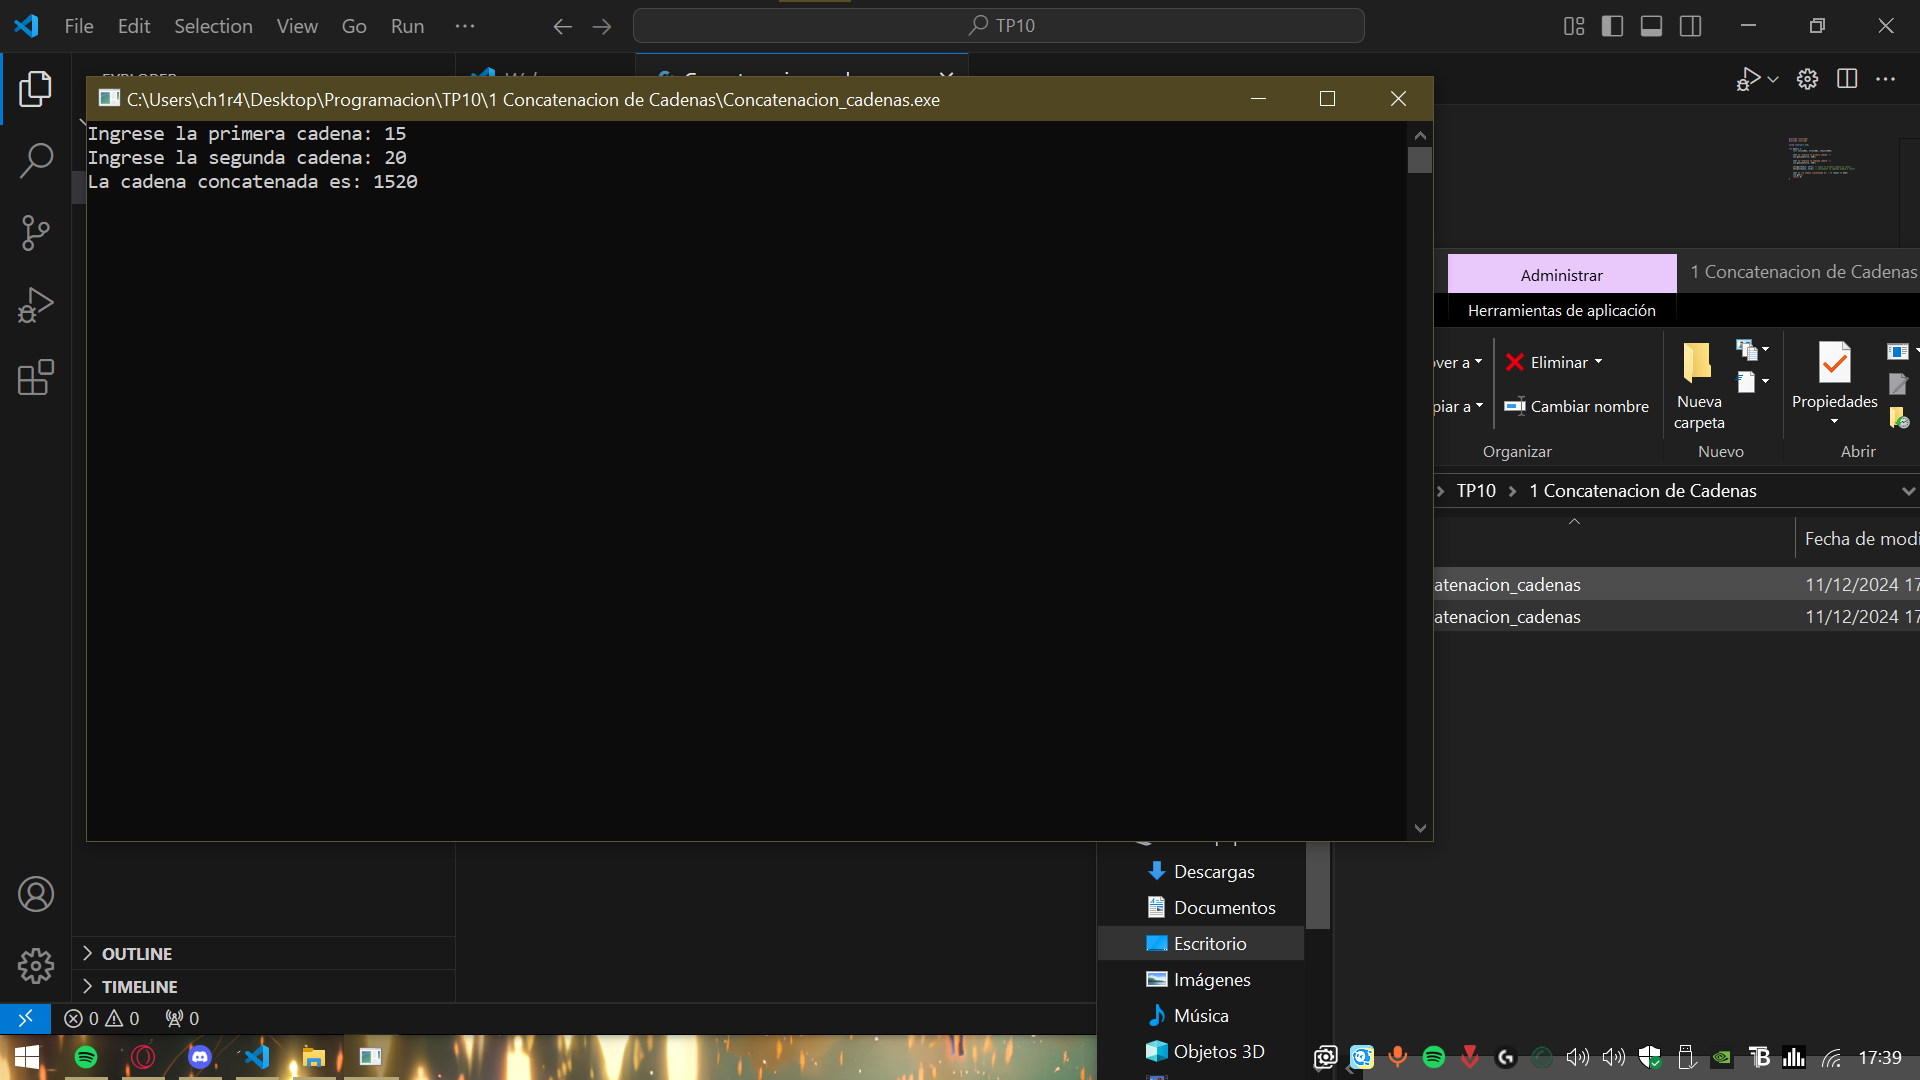 File Edit Selection View Go Run ···
TP10
C:\Users\ch1r4\Desktop\Programacion\TP10\1 Concatenacion de Cadenas\Concatenacion_cadenas.exe
Ingrese la primera cadena: 15
Ingrese la segunda cadena: 20
La cadena concatenada es: 1520
Administrar
1 Concatenacion de Cadenas
Herramientas de aplicación
over a
Eliminar
piar a
Cambiar nombre
Nueva
carpeta
Propiedades
Organizar
Nuevo
Abrir
TP10 > 1 Concatenacion de Cadenas
Fecha de modi
atenacion_cadenas 11/12/2024 17
atenacion_cadenas 11/12/2024 17
Descargas
Documentos
Escritorio
Imágenes
Música
Objetos 3D
OUTLINE
TIMELINE
0 0 0
17:39